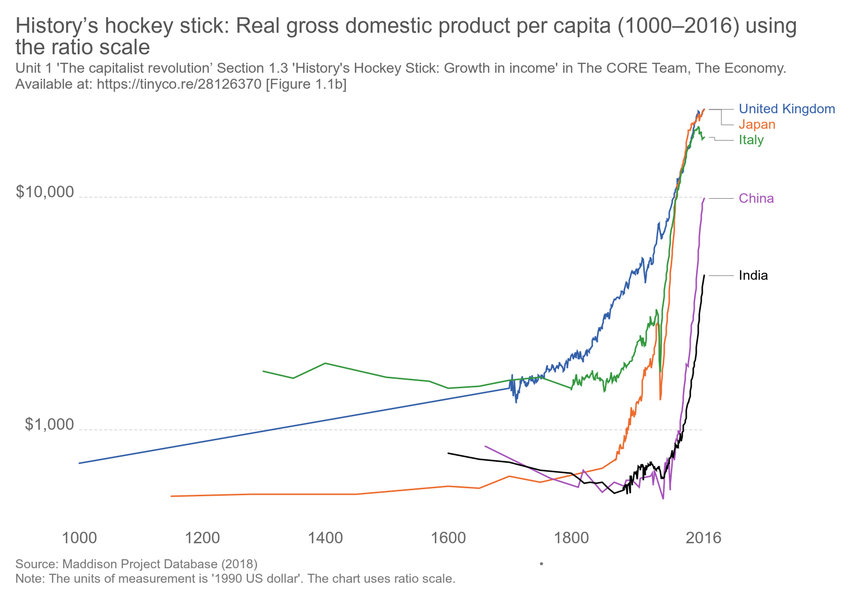 History’s hockey stick: Real gross domestic product per capita (1000–2016) using
the ratio scale
Unit 1 'The capitalist revolution’ Section 1.3 'History's Hockey Stick: Growth in income' in The CORE Team, The Economy.
Available at: https://tinyco.re/28126370 [Figure 1.1b]
United Kingdom
Japan
Italy
$10,000
China
India
$1,000
1000 1200 1400 1600 1800 2016
Source: Maddison Project Database (2018)
Note: The units of measurement is '1990 US dollar'. The chart uses ratio scale.